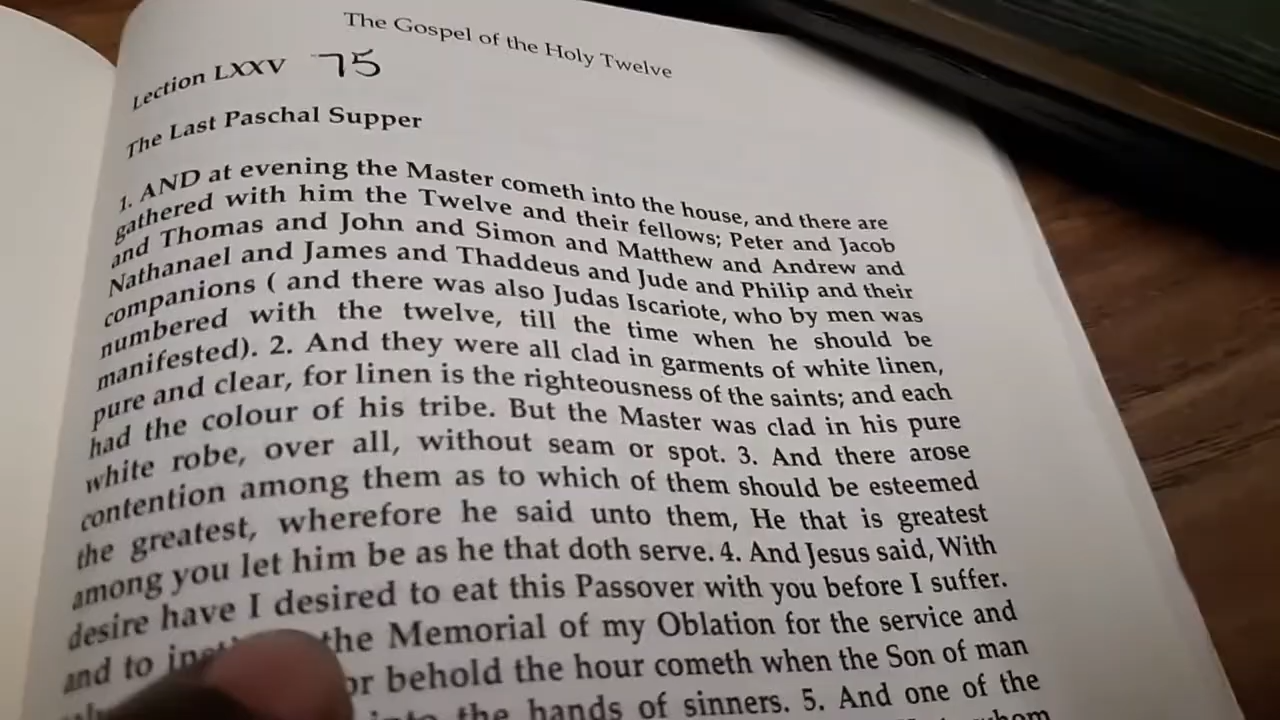 The Gospel of the Holy Twelve
Lection LXXV 75
The Last Paschal Supper
1. AND at evening the Master cometh into the house, and there are
gathered with him the Twelve and their fellows; Peter and Jacob
and Thomas and John and Simon and Matthew and Andrew and
Nathanael and James and Thaddeus and Jude and Philip and their
companions ( and there was also Judas Iscariote, who by men was
numbered with the twelve, till the time when he should be
manifested). 2. And they were all clad in garments of white linen,
pure and clear, for linen is the righteousness of the saints; and each
had the colour of his tribe. But the Master was clad in his pure
white robe, over all, without seam or spot. 3. And there arose
contention among them as to which of them should be esteemed
the greatest, wherefore he said unto them, He that is greatest
among you let him be as he that doth serve. 4. And Jesus said, With
desire have I desired to eat this Passover with you before I suffer.
and to the Memorial of my Oblation for the service and
behold the hour cometh when the Son of man
the hands of sinners. 5. And one of the
whom